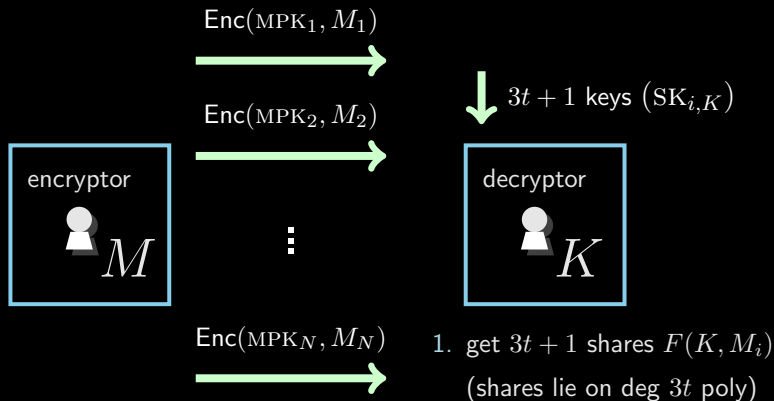 Enc(MPK₁, M₁)
3t + 1 keys (SK_{i,K})
Enc(MPK₂, M₂)
encryptor
M
decryptor
K
⋮
Enc(MPK_N, M_N)
1. get 3t + 1 shares F(K, M_i)
(shares lie on deg 3t poly)